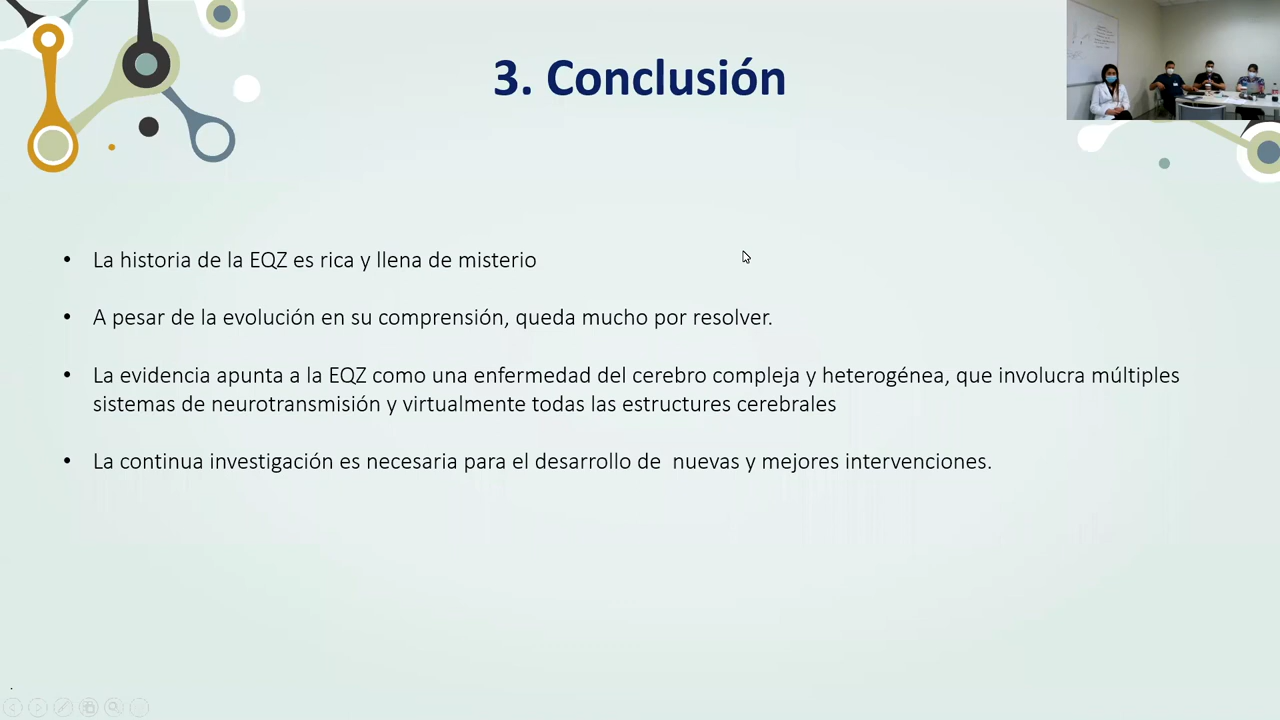 3. Conclusión
• La historia de la EQZ es rica y llena de misterio
• A pesar de la evolución en su comprensión, queda mucho por resolver.
• La evidencia apunta a la EQZ como una enfermedad del cerebro compleja y heterogénea, que involucra múltiples
sistemas de neurotransmisión y virtualmente todas las estructures cerebrales
• La continua investigación es necesaria para el desarrollo de  nuevas y mejores intervenciones.